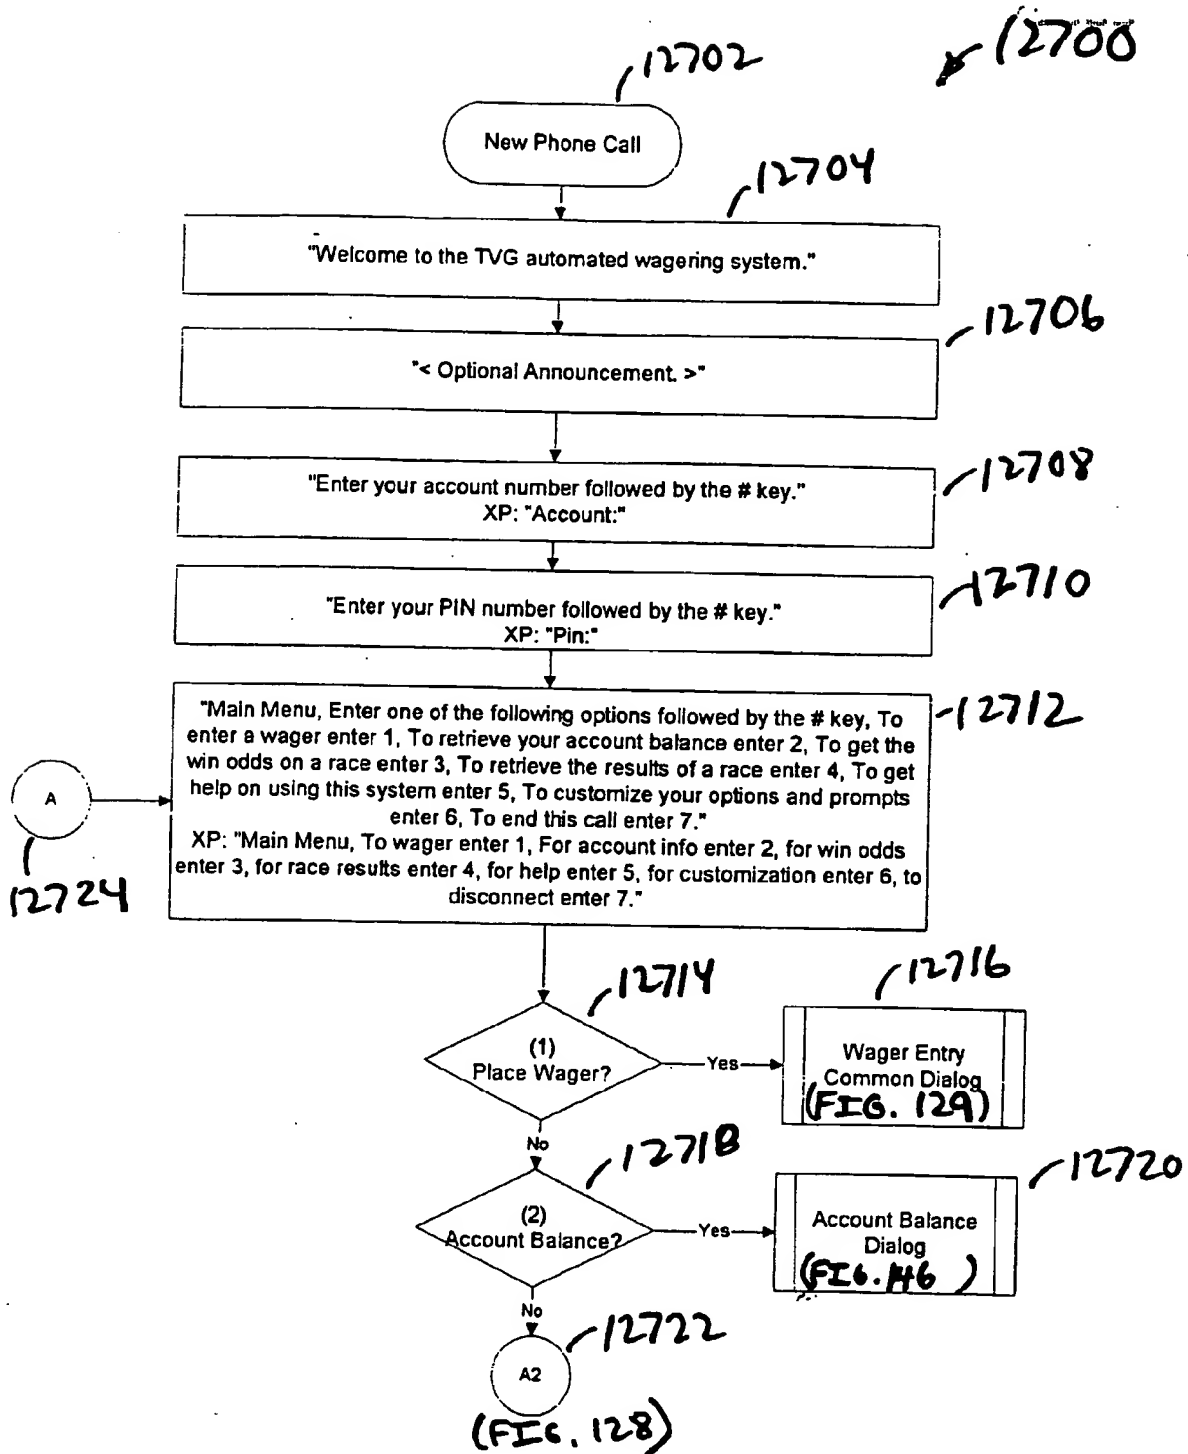 12700
12702
New Phone Call
12704
"Welcome to the TVG automated wagering system."
12706
"< Optional Announcement. >"
12708
"Enter your account number followed by the # key."
XP: "Account:"
12710
"Enter your PIN number followed by the # key."
XP: "Pin:"
12712
"Main Menu, Enter one of the following options followed by the # key, To
enter a wager enter 1, To retrieve your account balance enter 2, To get the
win odds on a race enter 3, To retrieve the results of a race enter 4, To get
help on using this system enter 5, To customize your options and prompts
enter 6, To end this call enter 7."
XP: "Main Menu, To wager enter 1, For account info enter 2, for win odds
enter 3, for race results enter 4, for help enter 5, for customization enter 6, to
disconnect enter 7."
A
12724
12714
(1)
Place Wager?
Yes
12716
Wager Entry
Common Dialog
(FIG. 129)
No
12718
(2)
Account Balance?
Yes
12720
Account Balance
Dialog
(FIG. 146 )
No
12722
A2
(FIG. 128)